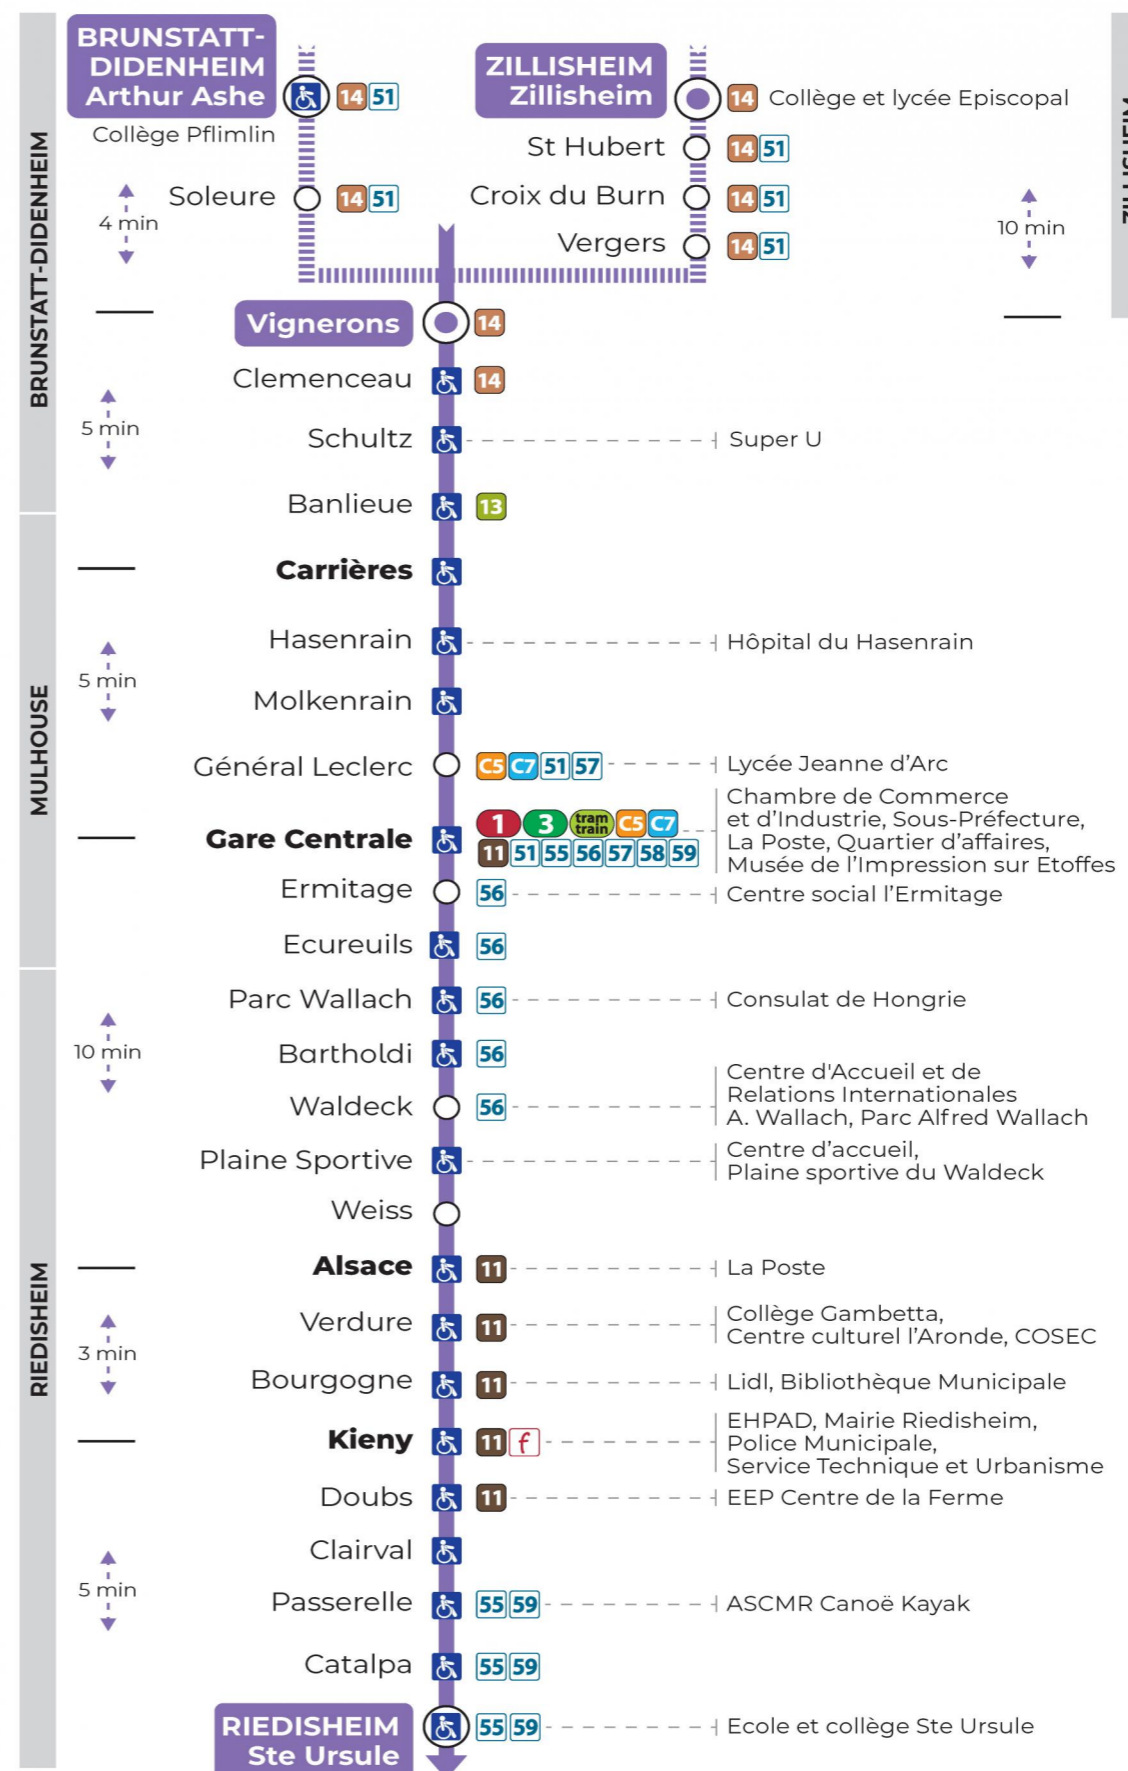 BRUNSTATT-
DIDENHEIM
Arthur Ashe
14 51
Collège Pflimlin
Soleure 14 51
ZILLISHEIM
Zillisheim
14 Collège et lycée Episcopal
St Hubert 14 51
Croix du Burn 14 51
Vergers 14 51
4 min
10 min
ZILLISHEIM
BRUNSTATT-DIDENHEIM
Vignerons 14
Clemenceau 14
5 min
Schultz Super U
Banlieue 13
MULHOUSE
Carrières
Hasenrain Hôpital du Hasenrain
5 min
Molkenrain
Général Leclerc C5 C7 51 57 Lycée Jeanne d'Arc
Gare Centrale 1 3 tram train C5 C7
11 51 55 56 57 58 59
Chambre de Commerce
et d'Industrie, Sous-Préfecture,
La Poste, Quartier d'affaires,
Musée de l'Impression sur Etoffes
Ermitage 56 Centre social l'Ermitage
Ecureuils 56
RIEDISHEIM
Parc Wallach 56 Consulat de Hongrie
10 min
Bartholdi 56
Waldeck 56
Centre d'Accueil et de
Relations Internationales
A. Wallach, Parc Alfred Wallach
Plaine Sportive
Centre d'accueil,
Plaine sportive du Waldeck
Weiss
Alsace 11 La Poste
Verdure 11
Collège Gambetta,
Centre culturel l'Aronde, COSEC
3 min
Bourgogne 11 Lidl, Bibliothèque Municipale
Kieny 11 f
EHPAD, Mairie Riedisheim,
Police Municipale,
Service Technique et Urbanisme
Doubs 11 EEP Centre de la Ferme
Clairval
5 min
Passerelle 55 59 ASCMR Canoë Kayak
Catalpa 55 59
RIEDISHEIM
Ste Ursule
55 59 Ecole et collège Ste Ursule